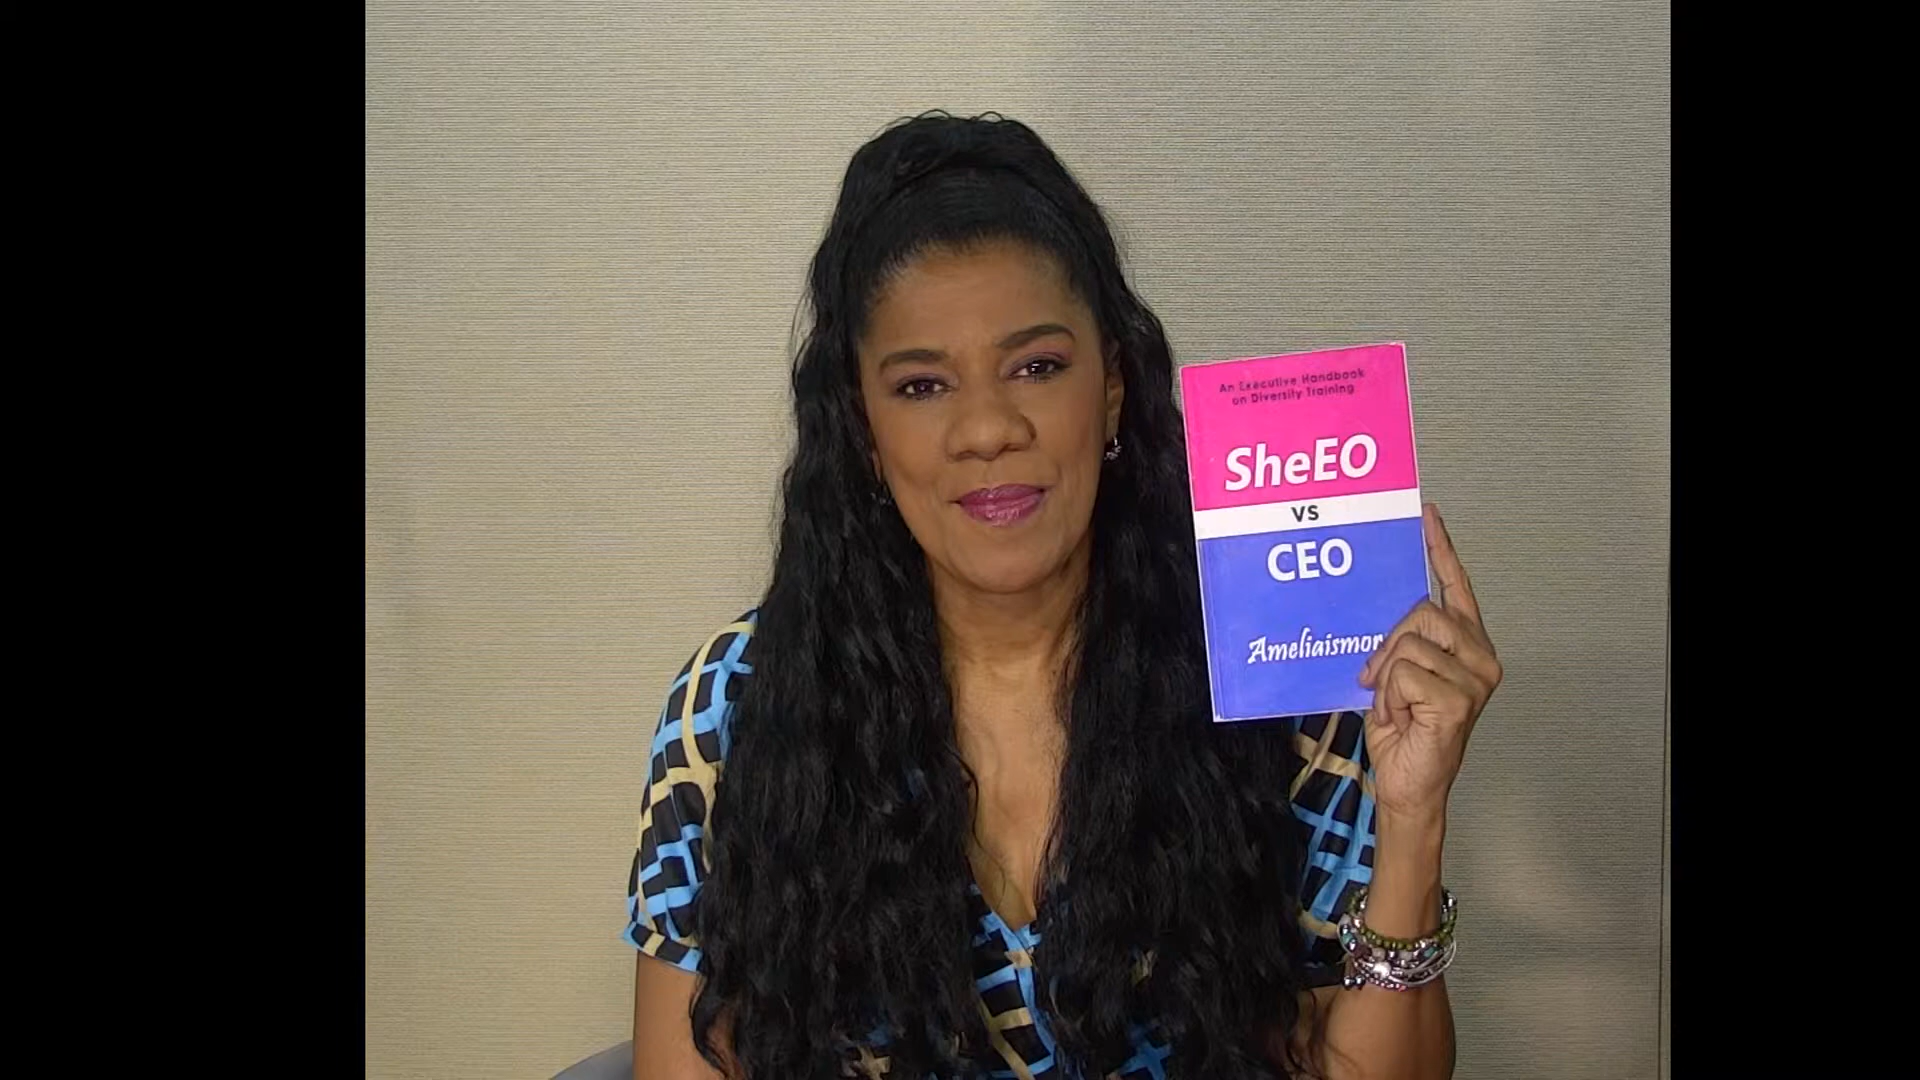 An Executive Handbook
on Diversity Training
SheEO
vs
CEO
Ameliaismor